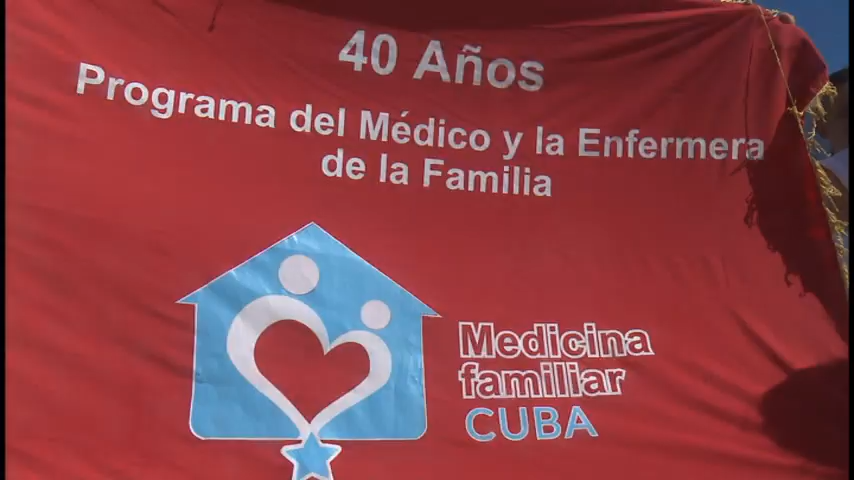 40 Años
Programa del Médico y la Enfermera
de la Familia
Medicina
familiar
CUBA